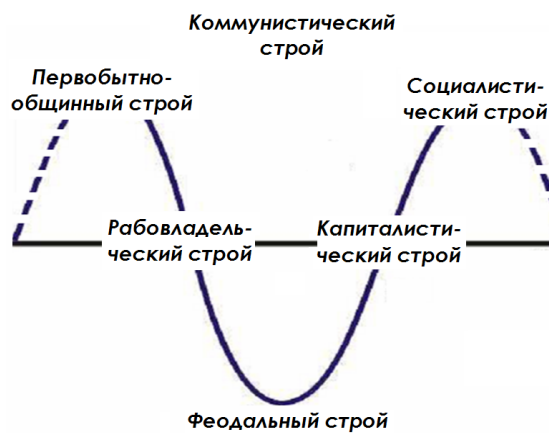 Коммунистический
строй
Первобытно-
общинный строй
Социалисти-
ческий строй
Рабовладель-
ческий строй
Капиталисти-
ческий строй
Феодальный строй